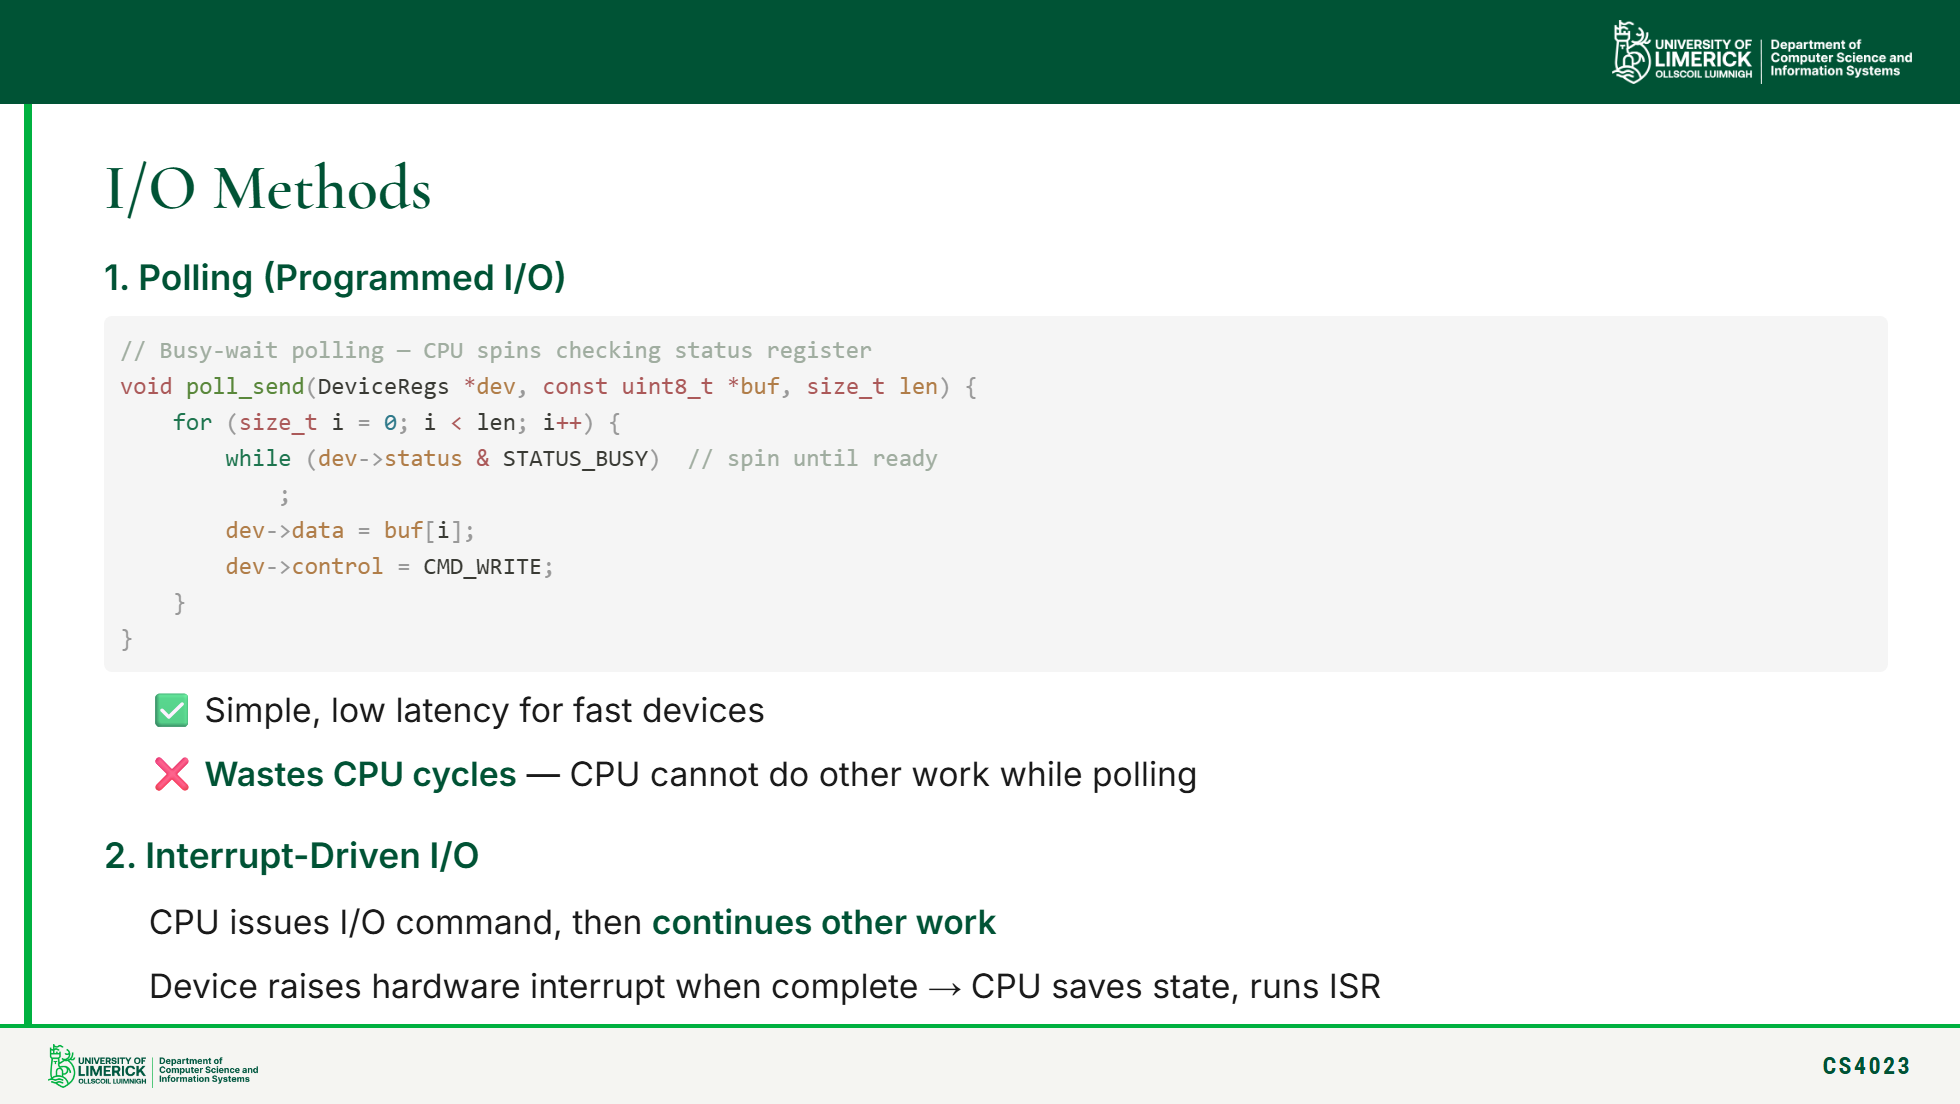 UNIVERSITY OF
LIMERICK
OLLSCOIL LUIMNIGH
Department of
Computer Science and
Information Systems
I/O Methods
1. Polling (Programmed I/O)
// Busy-wait polling — CPU spins checking status register
void poll_send(DeviceRegs *dev, const uint8_t *buf, size_t len) {
    for (size_t i = 0; i < len; i++) {
        while (dev->status & STATUS_BUSY)  // spin until ready
            ;
        dev->data = buf[i];
        dev->control = CMD_WRITE;
    }
}
✅ Simple, low latency for fast devices
❌ Wastes CPU cycles — CPU cannot do other work while polling
2. Interrupt-Driven I/O
CPU issues I/O command, then continues other work
Device raises hardware interrupt when complete → CPU saves state, runs ISR
UNIVERSITY OF
LIMERICK
OLLSCOIL LUIMNIGH
Department of
Computer Science and
Information Systems
CS4023